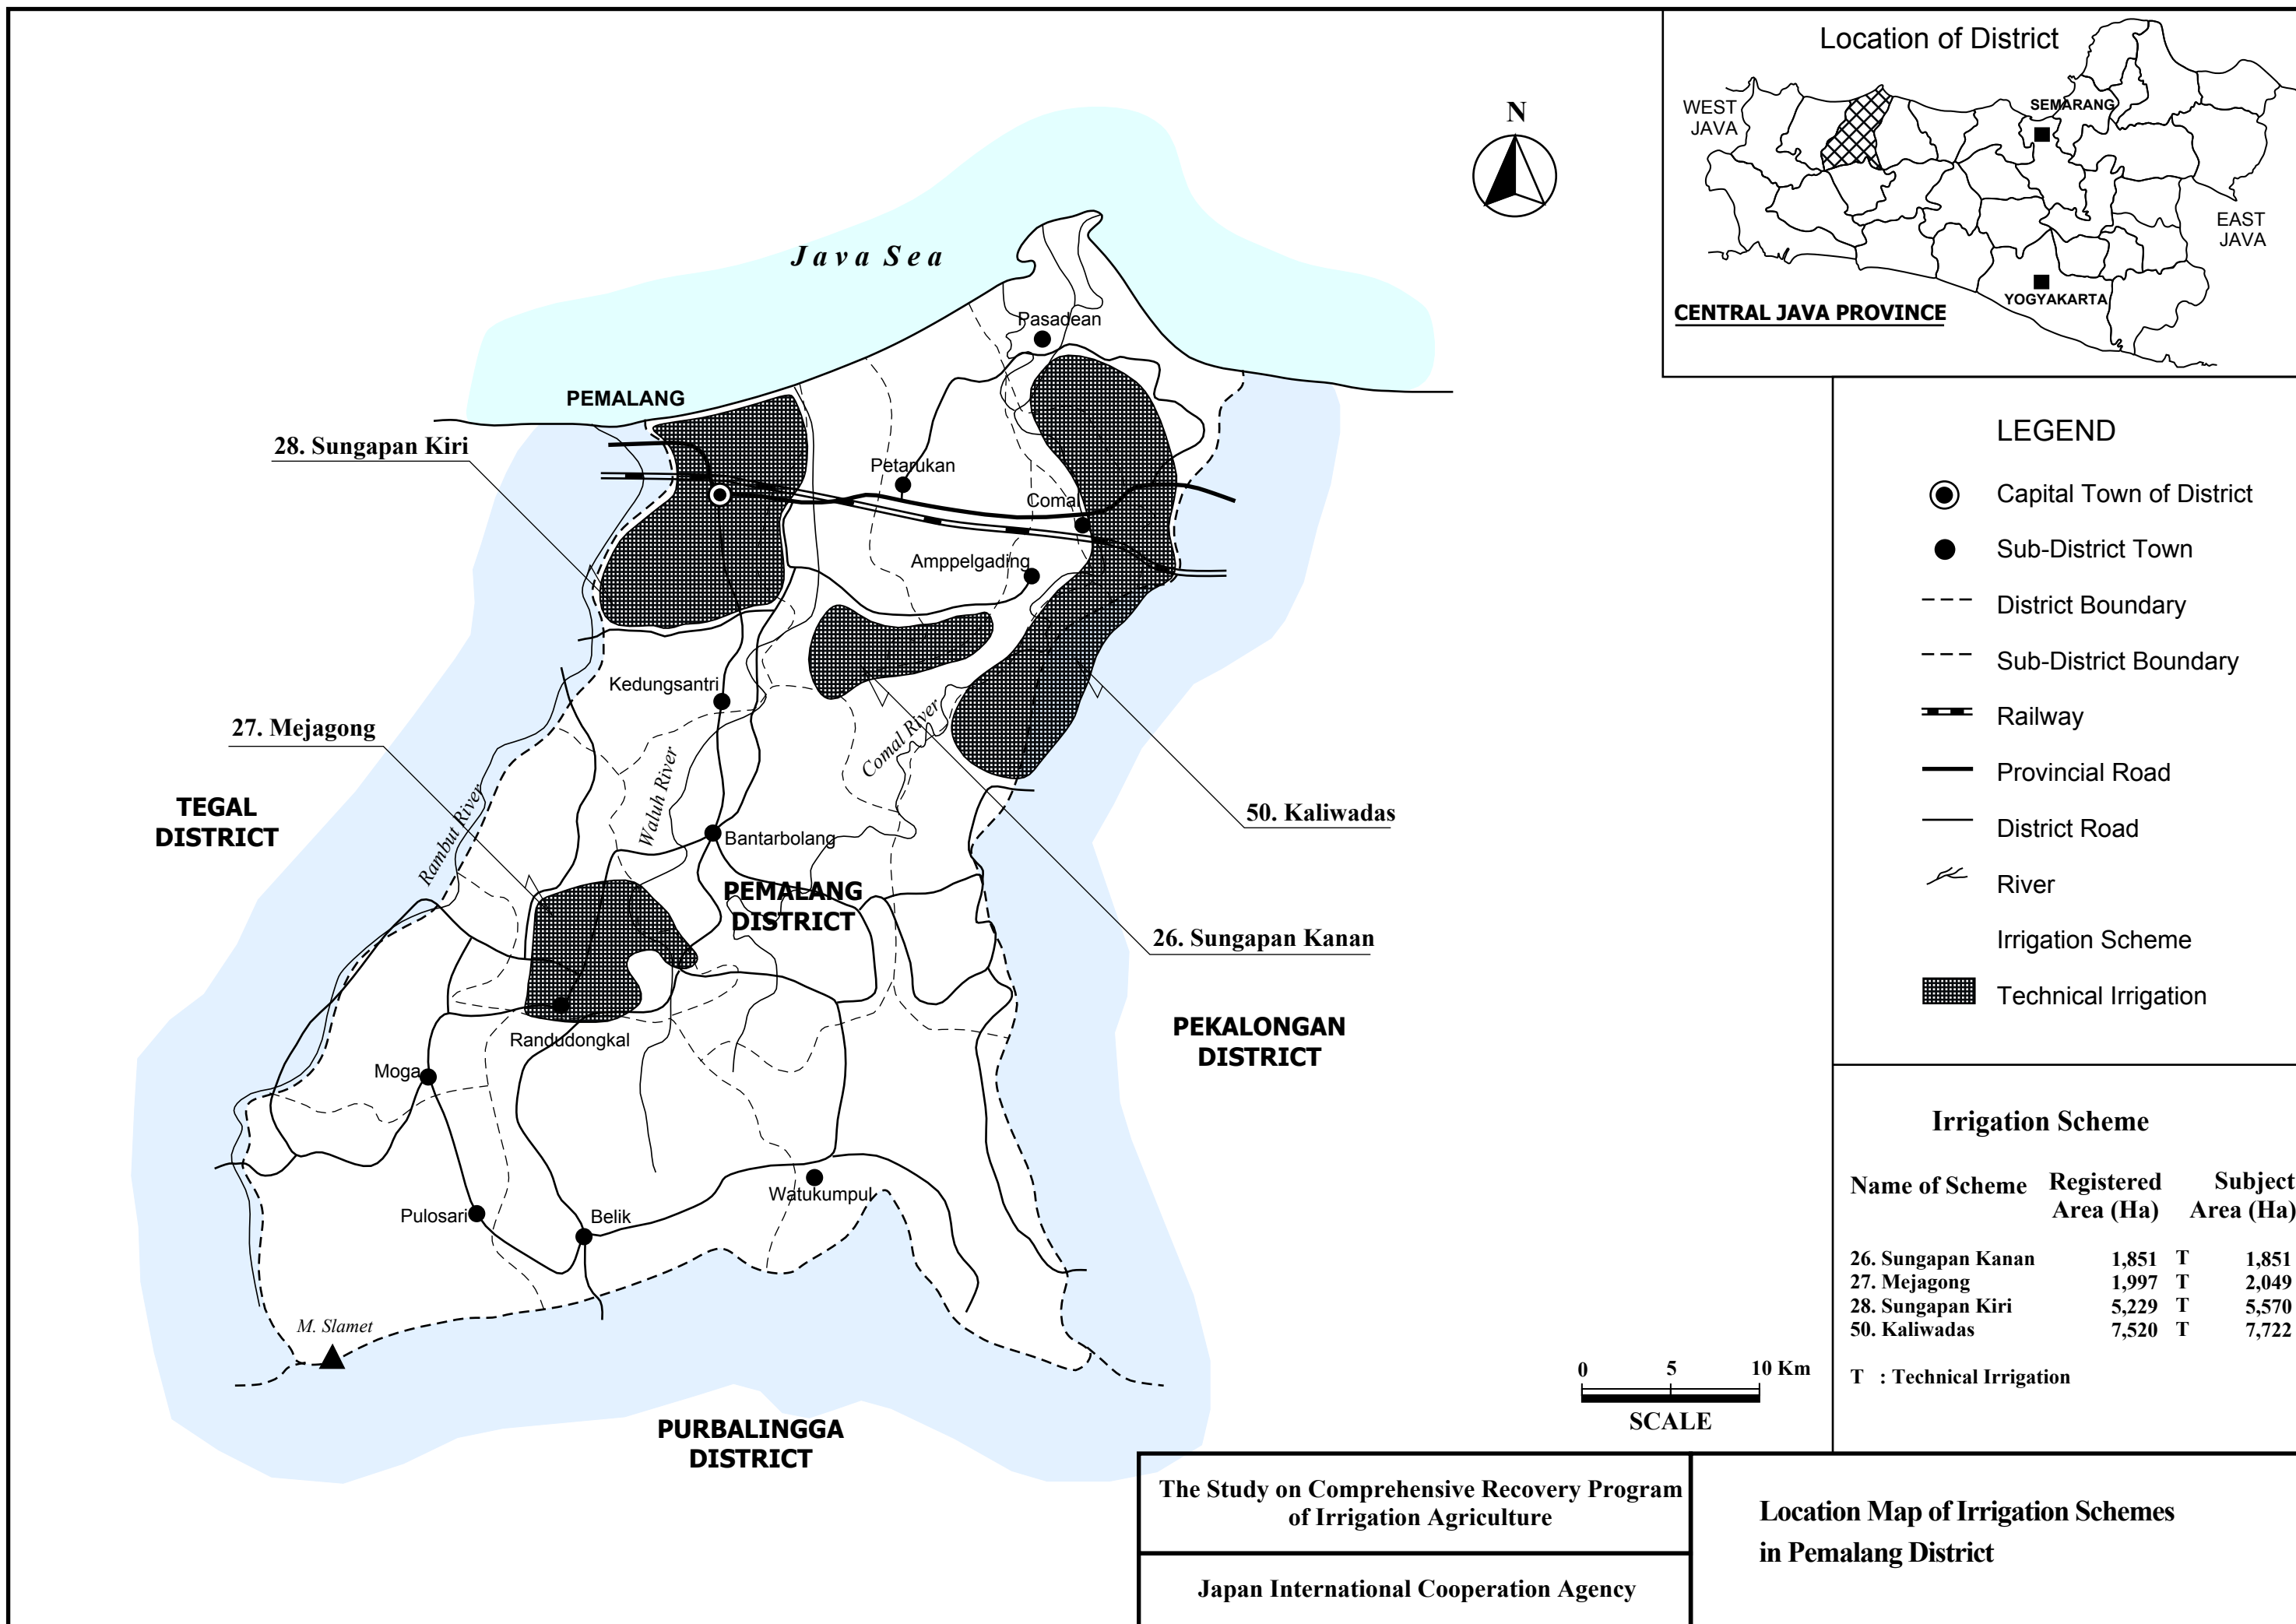 Location of District
WEST
JAVA
SEMARANG
EAST
JAVA
YOGYAKARTA
CENTRAL JAVA PROVINCE
N
Java Sea
Pasadean
PEMALANG
28. Sungapan Kiri
Petarukan
Comal
Amppelgading
Kedungsantri
27. Mejagong
Comal River
Waluh River
Rambut River
TEGAL
DISTRICT
50. Kaliwadas
Bantarbolang
PEMALANG
DISTRICT
26. Sungapan Kanan
PEKALONGAN
DISTRICT
Randudongkal
Moga
Watukumpul
Pulosari
Belik
M. Slamet
PURBALINGGA
DISTRICT
0 5 10 Km
SCALE
LEGEND
Capital Town of District
Sub-District Town
District Boundary
Sub-District Boundary
Railway
Provincial Road
District Road
River
Irrigation Scheme
Technical Irrigation
Irrigation Scheme
Name of Scheme Registered Subject
Area (Ha) Area (Ha)
26. Sungapan Kanan 1,851 T 1,851
27. Mejagong 1,997 T 2,049
28. Sungapan Kiri 5,229 T 5,570
50. Kaliwadas 7,520 T 7,722
T : Technical Irrigation
The Study on Comprehensive Recovery Program
of Irrigation Agriculture
Japan International Cooperation Agency
Location Map of Irrigation Schemes
in Pemalang District